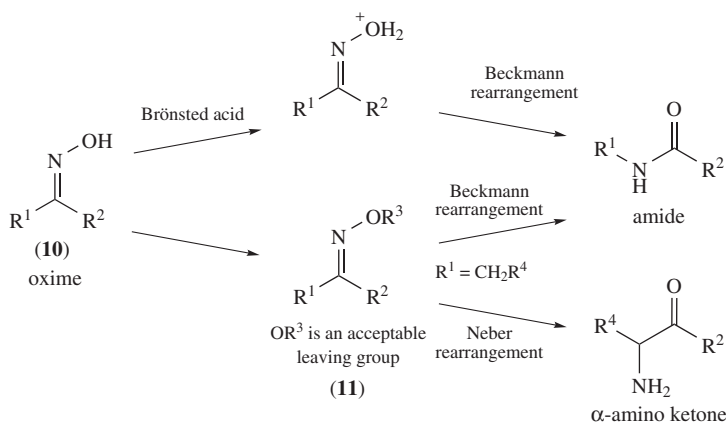 +
OH2
N
R1 R2
Brönsted acid
Beckmann
rearrangement
OH
N
R1 R2
(10)
oxime
O
R1
N
H
R2
amide
OR3
N
R1 R2
OR3 is an acceptable
leaving group
(11)
Beckmann
rearrangement
R1 = CH2R4
Neber
rearrangement
O
R4
R2
NH2
α-amino ketone